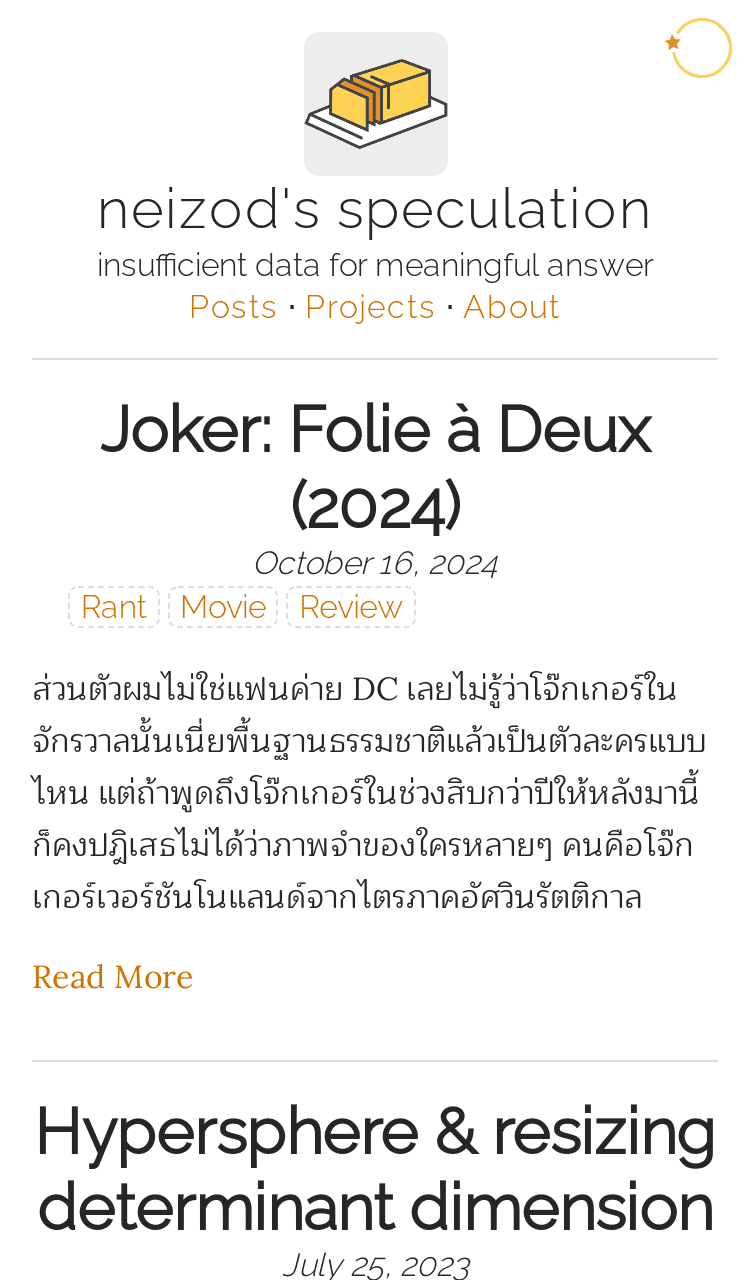 neizod's speculation
insufficient data for meaningful answer
Posts · Projects · About
Joker: Folie à Deux
(2024)
October 16, 2024
Rant Movie Review
ส่วนตัวผมไม่ใช่แฟนค่าย DC เลยไม่รู้ว่าโจ๊กเกอร์ใน
จักรวาลนั้นเนี่ยพื้นฐานธรรมชาติแล้วเป็นตัวละครแบบ
ไหน แต่ถ้าพูดถึงโจ๊กเกอร์ในช่วงสิบกว่าปีให้หลังมานี้
ก็คงปฎิเสธไม่ได้ว่าภาพจำของใครหลายๆ คนคือโจ๊ก
เกอร์เวอร์ชันโนแลนด์จากไตรภาคอัศวินรัตติกาล
Read More
Hypersphere & resizing
determinant dimension
July 25, 2023